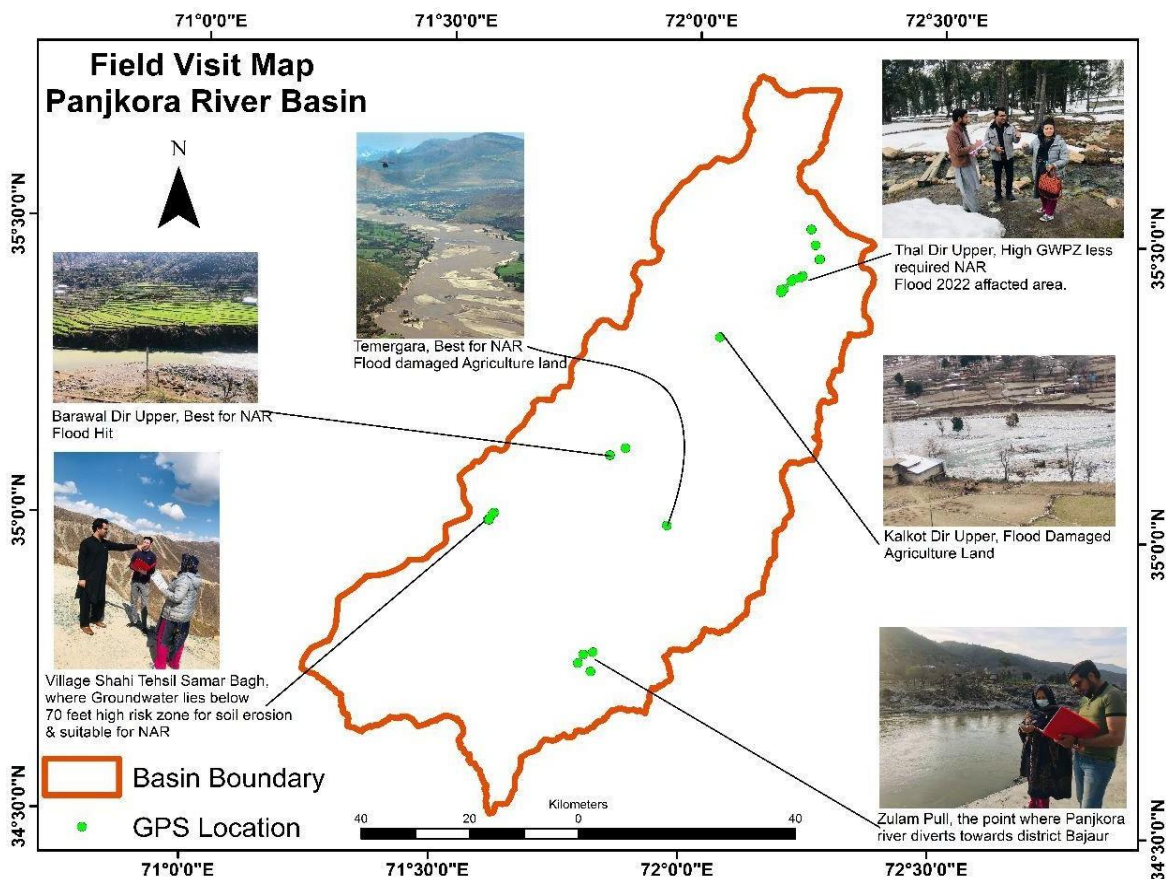 71°0'0"E 71°30'0"E 72°0'0"E 72°30'0"E
Field Visit Map
Panjkora River Basin
N
35°30'0"N
35°0'0"N
34°30'0"N
Thal Dir Upper, High GWPZ less
required NAR
Flood 2022 affacted area.
Temergara, Best for NAR
Flood damaged Agriculture land
Barawal Dir Upper, Best for NAR
Flood Hit
Kalkot Dir Upper, Flood Damaged
Agriculture Land
Village Shahi Tehsil Samar Bagh,
where Groundwater lies below
70 feet high risk zone for soil erosion
& suitable for NAR
Zulam Pull, the point where Panjkora
river diverts towards district Bajaur
Basin Boundary
GPS Location
Kilometers
40 20 0 40
35°30'0"N
35°0'0"N
34°30'0"N
71°0'0"E 71°30'0"E 72°0'0"E 72°30'0"E